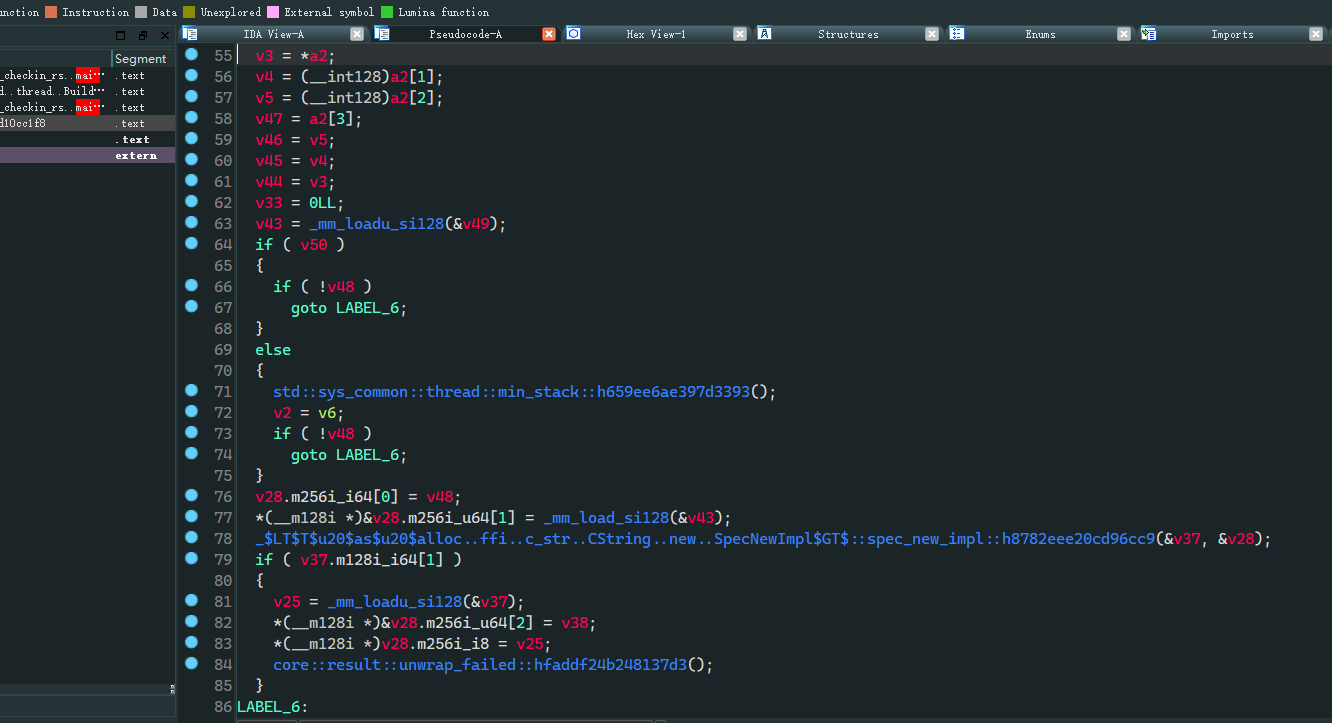 unction Instruction Data Unexplored External symbol Lumina function
IDA View-A Pseudocode-A Hex View-1 Structures Enums Imports
Segment
_checkin_rs..mai… .text
d..thread..Build… .text
_checkin_rs..mai… .text
d10cc1f8 .text
.text
extern
55 v3 = *a2;
56 v4 = (__int128)a2[1];
57 v5 = (__int128)a2[2];
58 v47 = a2[3];
59 v46 = v5;
60 v45 = v4;
61 v44 = v3;
62 v33 = 0LL;
63 v43 = _mm_loadu_si128(&v49);
64 if ( v50 )
65 {
66 if ( !v48 )
67 goto LABEL_6;
68 }
69 else
70 {
71 std::sys_common::thread::min_stack::h659ee6ae397d3393();
72 v2 = v6;
73 if ( !v48 )
74 goto LABEL_6;
75 }
76 v28.m256i_i64[0] = v48;
77 *(__m128i *)&v28.m256i_u64[1] = _mm_load_si128(&v43);
78 _$LT$T$u20$as$u20$alloc..ffi..c_str..CString..new..SpecNewImpl$GT$::spec_new_impl::h8782eee20cd96cc9(&v37, &v28);
79 if ( v37.m128i_i64[1] )
80 {
81 v25 = _mm_loadu_si128(&v37);
82 *(__m128i *)&v28.m256i_u64[2] = v38;
83 *(__m128i *)v28.m256i_i8 = v25;
84 core::result::unwrap_failed::hfaddf24b248137d3();
85 }
86 LABEL_6: